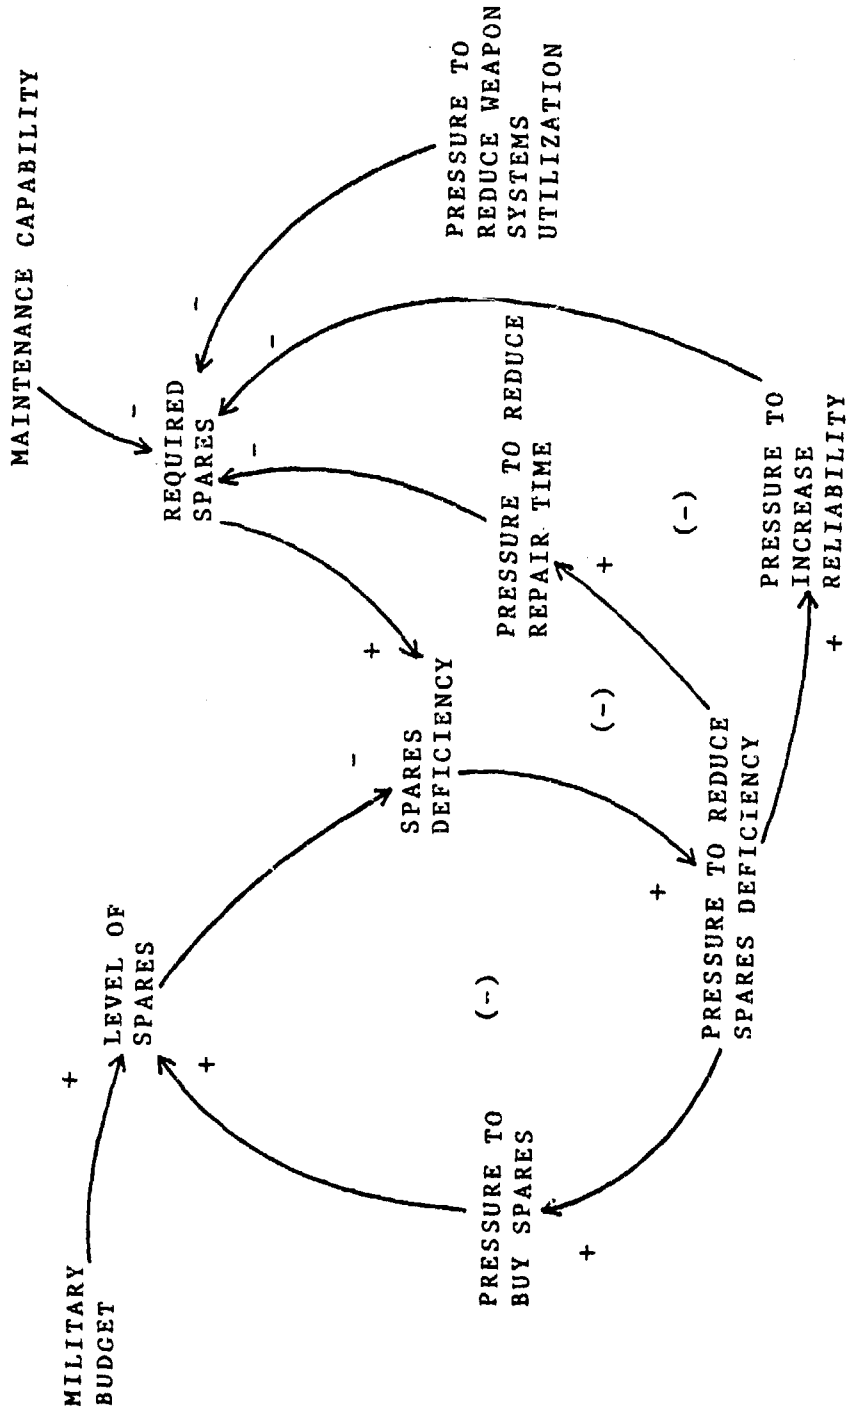 MAINTENANCE CAPABILITY
-
REQUIRED
SPARES
-
-
-
PRESSURE TO
REDUCE WEAPON
SYSTEMS
UTILIZATION
MILITARY
BUDGET
+
LEVEL OF
SPARES
+
-
SPARES
DEFICIENCY
+
PRESSURE TO REDUCE
REPAIR TIME
+
PRESSURE TO
BUY SPARES
+
(-)
(-)
(-)
+
PRESSURE TO REDUCE
SPARES DEFICIENCY
+
PRESSURE TO
INCREASE
RELIABILITY